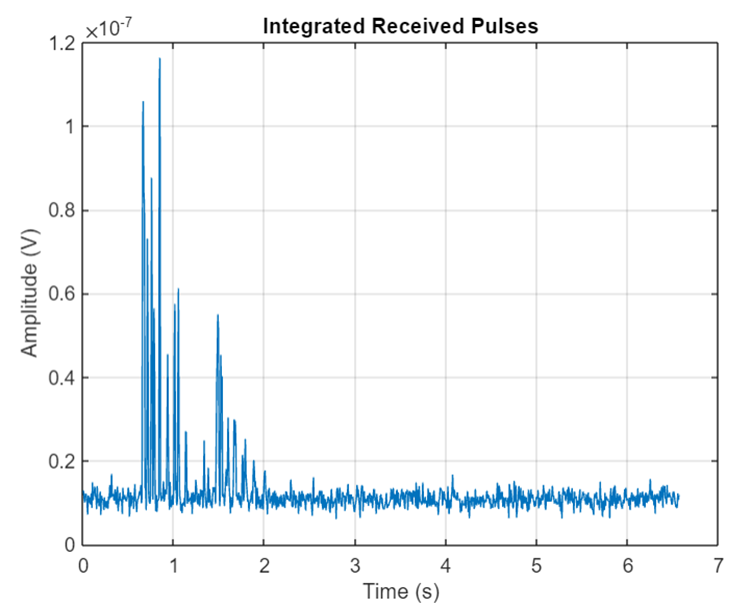 Integrated Received Pulses
×10-7
1.2
1
0.8
0.6
0.4
0.2
0
Amplitude (V)
0 1 2 3 4 5 6 7
Time (s)